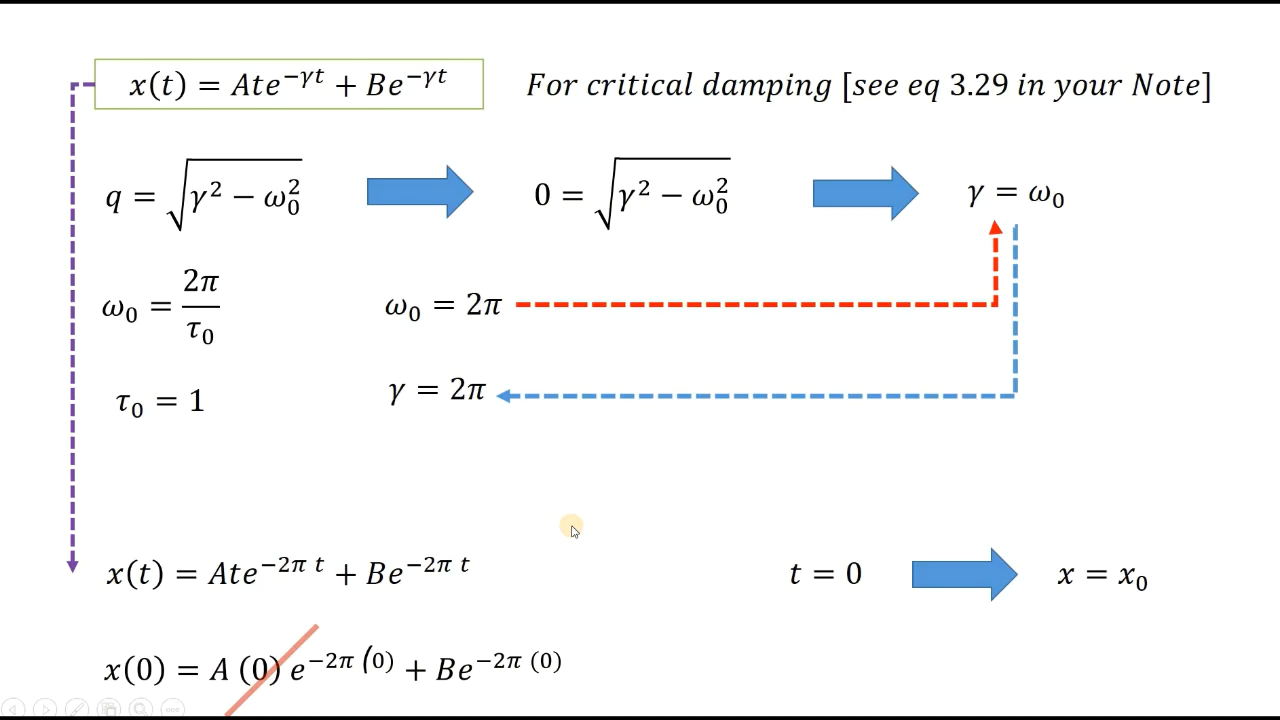 x(t) = Ate^{−γt} + Be^{−γt} For critical damping [see eq 3.29 in your Note]
q = √(γ² − ω₀²) 0 = √(γ² − ω₀²) γ = ω₀
ω₀ = 2π/τ₀ ω₀ = 2π
τ₀ = 1 γ = 2π
x(t) = Ate^{−2π t} + Be^{−2π t} t = 0 x = x₀
x(0) = A (0) e^{−2π (0)} + Be^{−2π (0)}